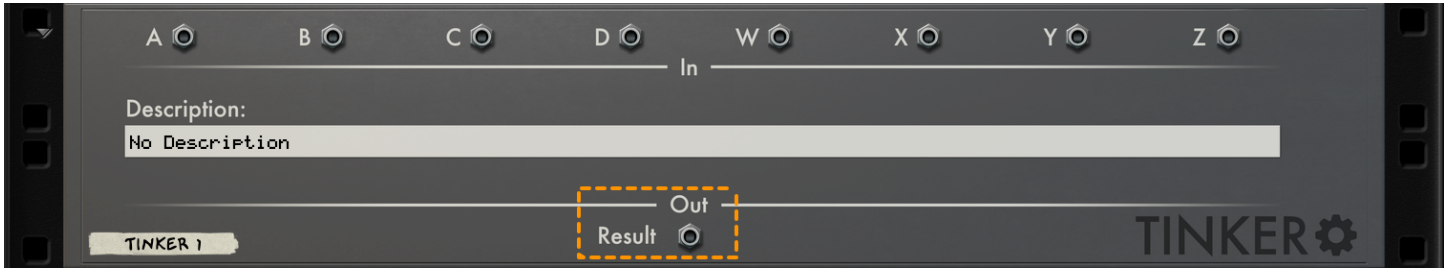 A B C D W X Y Z
In
Description:
No Description
Out
Result
TINKER 1
TINKER